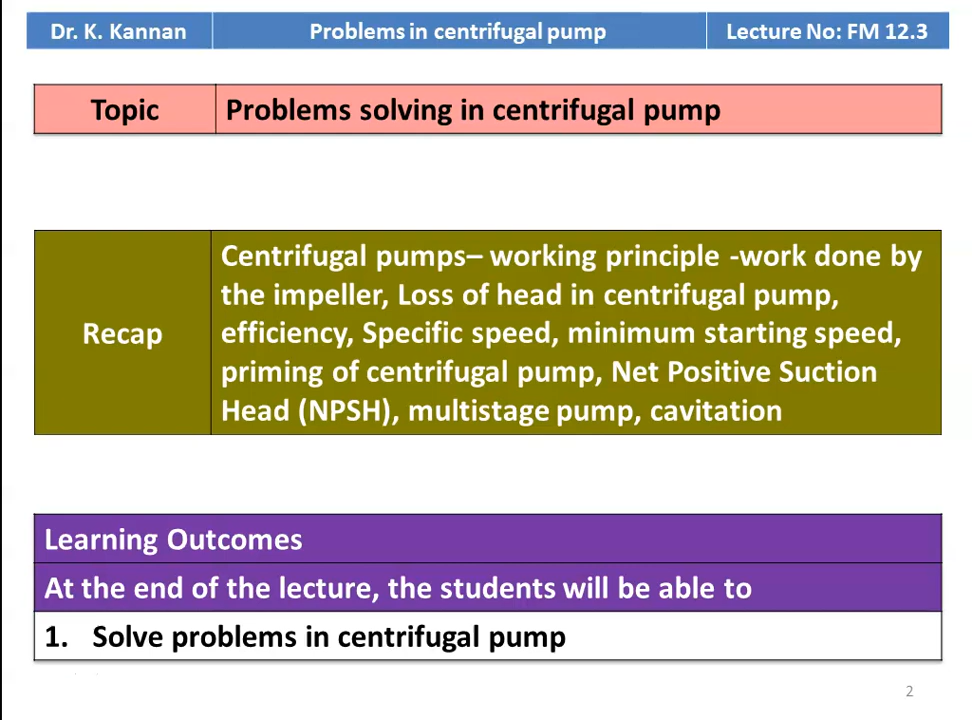 Dr. K. Kannan
Problems in centrifugal pump
Lecture No: FM 12.3
Topic
Problems solving in centrifugal pump
Recap
Centrifugal pumps– working principle -work done by
the impeller, Loss of head in centrifugal pump,
efficiency, Specific speed, minimum starting speed,
priming of centrifugal pump, Net Positive Suction
Head (NPSH), multistage pump, cavitation
Learning Outcomes
At the end of the lecture, the students will be able to
1. Solve problems in centrifugal pump
2